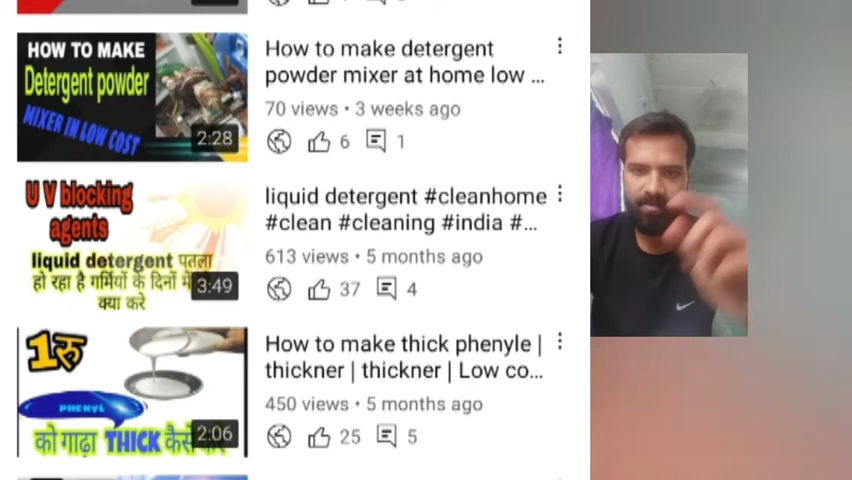 HOW TO MAKE
Detergent powder
MIXER IN LOW COST
2:28
How to make detergent
powder mixer at home low ...
70 views • 3 weeks ago
6
1
U V blocking
agents
liquid detergent पतला
हो रहा है गर्मियों के दिनों में
क्या करे
3:49
liquid detergent #cleanhome
#clean #cleaning #india #...
613 views • 5 months ago
37
4
1रु
PHENYL
को गाढ़ा THICK कैसे
2:06
How to make thick phenyle |
thickner | thickner | Low co...
450 views • 5 months ago
25
5